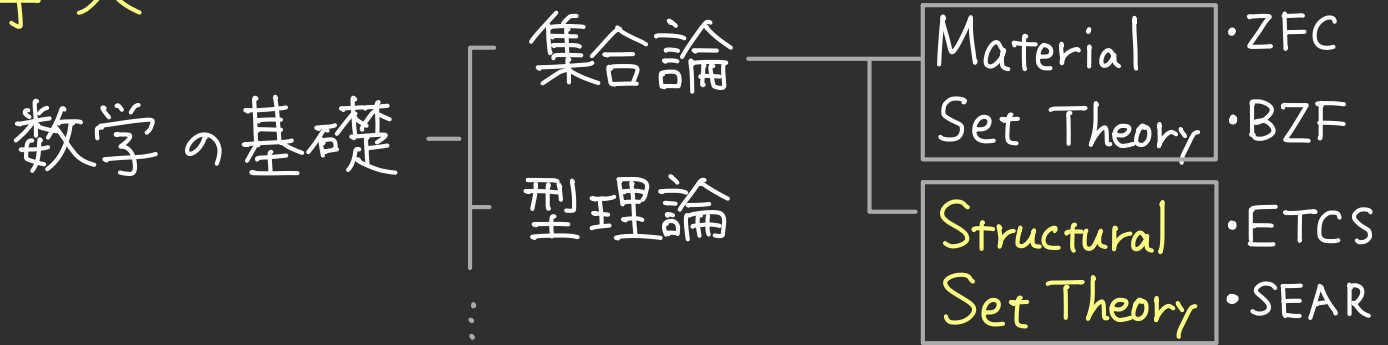 数学の基礎
集合論
型理論
Material
Set Theory
・ZFC
・BZF
Structural
Set Theory
・ETCS
・SEAR